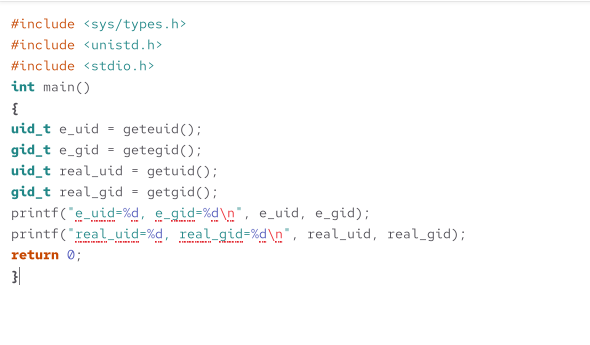 #include <sys/types.h>
#include <unistd.h>
#include <stdio.h>
int main()
{
uid_t e_uid = geteuid();
gid_t e_gid = getegid();
uid_t real_uid = getuid();
gid_t real_gid = getgid();
printf("e_uid=%d, e_gid=%d\n", e_uid, e_gid);
printf("real_uid=%d, real_gid=%d\n", real_uid, real_gid);
return 0;
}